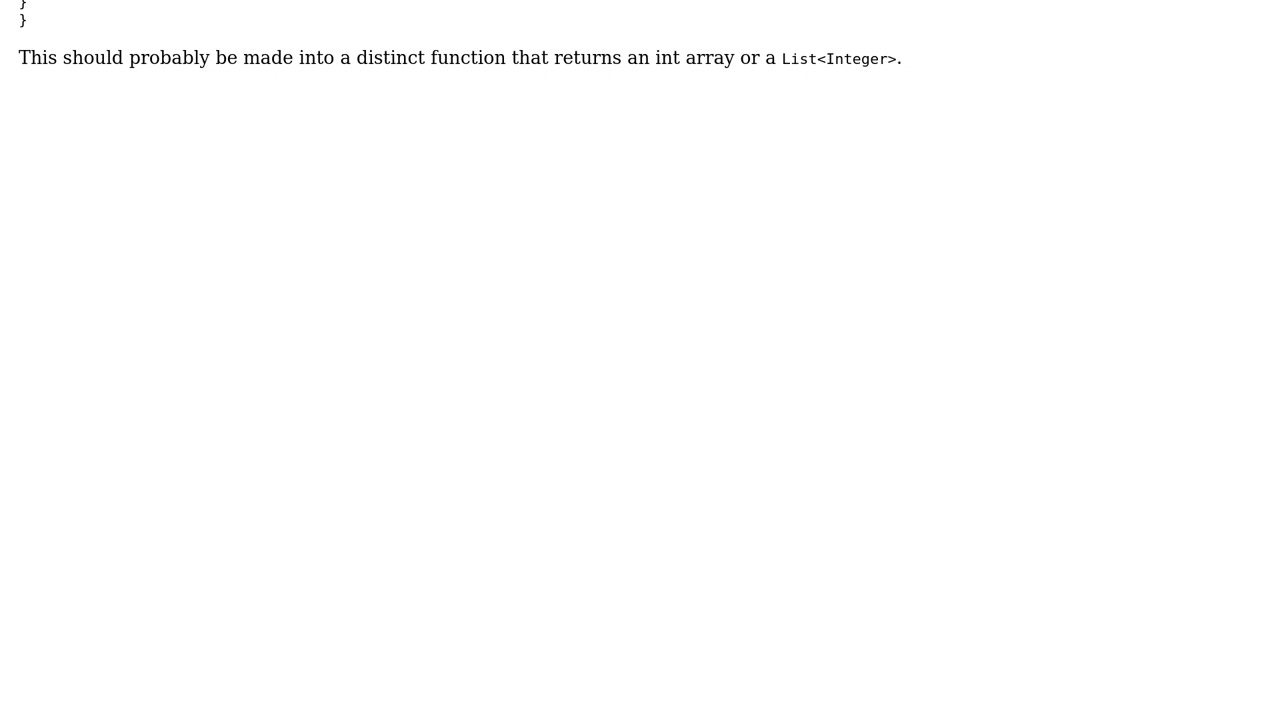 }
}
This should probably be made into a distinct function that returns an int array or a List<Integer>.